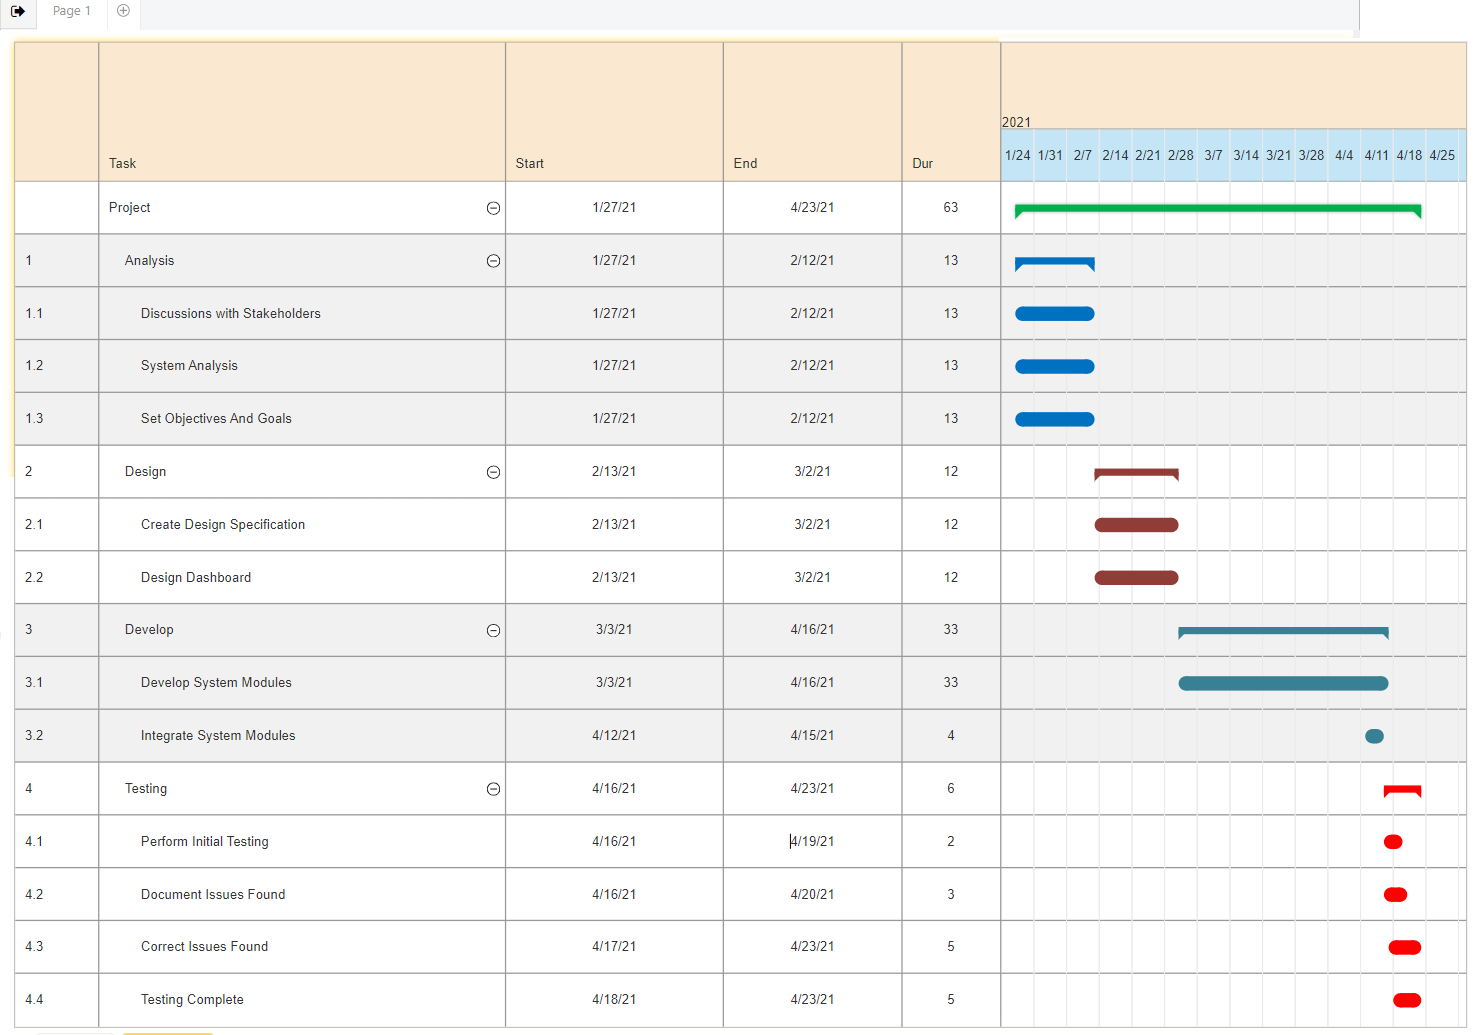 Page 1
2021
Task Start End Dur
1/24 1/31 2/7 2/14 2/21 2/28 3/7 3/14 3/21 3/28 4/4 4/11 4/18 4/25
Project 1/27/21 4/23/21 63
1 Analysis 1/27/21 2/12/21 13
1.1 Discussions with Stakeholders 1/27/21 2/12/21 13
1.2 System Analysis 1/27/21 2/12/21 13
1.3 Set Objectives And Goals 1/27/21 2/12/21 13
2 Design 2/13/21 3/2/21 12
2.1 Create Design Specification 2/13/21 3/2/21 12
2.2 Design Dashboard 2/13/21 3/2/21 12
3 Develop 3/3/21 4/16/21 33
3.1 Develop System Modules 3/3/21 4/16/21 33
3.2 Integrate System Modules 4/12/21 4/15/21 4
4 Testing 4/16/21 4/23/21 6
4.1 Perform Initial Testing 4/16/21 4/19/21 2
4.2 Document Issues Found 4/16/21 4/20/21 3
4.3 Correct Issues Found 4/17/21 4/23/21 5
4.4 Testing Complete 4/18/21 4/23/21 5